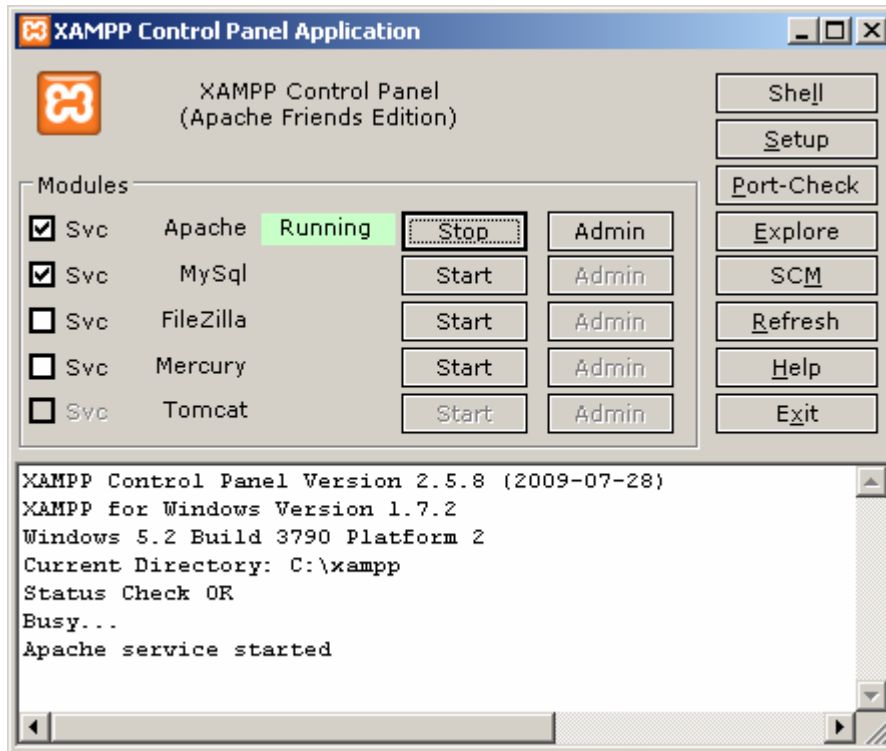 XAMPP Control Panel Application
XAMPP Control Panel
(Apache Friends Edition)
Shell
Setup
Port-Check
Explore
SCM
Refresh
Help
Exit
Modules
Svc Apache Running Stop Admin
Svc MySql Start Admin
Svc FileZilla Start Admin
Svc Mercury Start Admin
Svc Tomcat Start Admin
XAMPP Control Panel Version 2.5.8 (2009-07-28)
XAMPP for Windows Version 1.7.2
Windows 5.2 Build 3790 Platform 2
Current Directory: C:\xampp
Status Check OK
Busy...
Apache service started